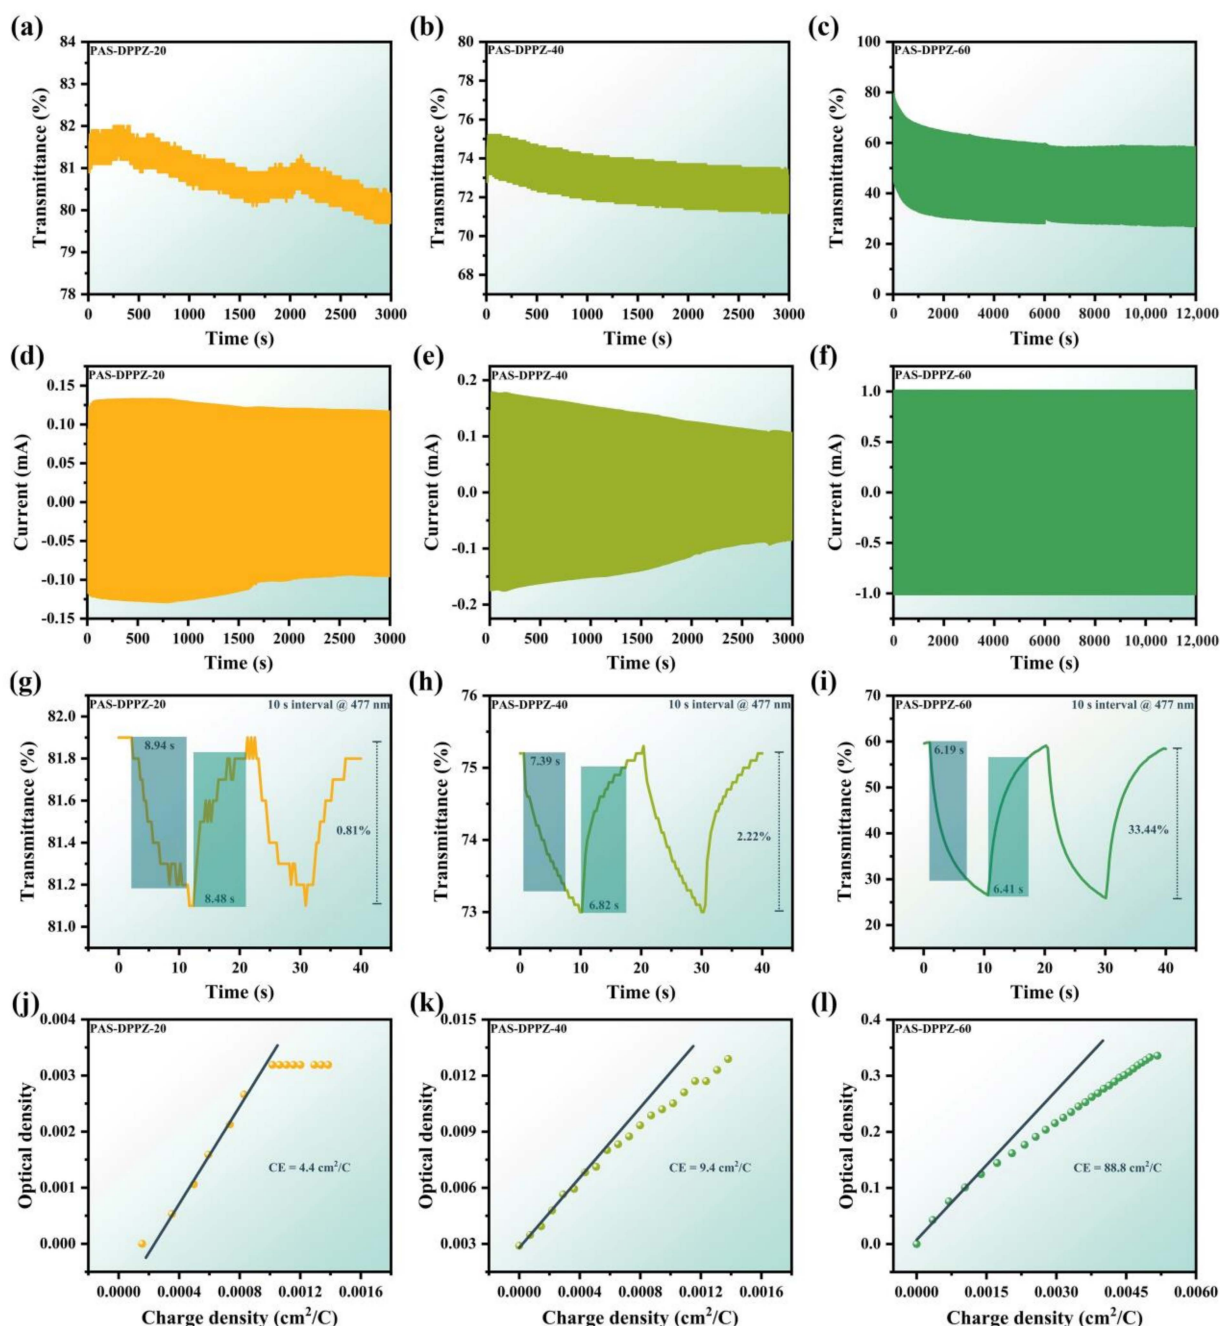 (a)
PAS-DPPZ-20
84
83
82
81
80
79
78
Transmittance (%)
0 500 1000 1500 2000 2500 3000
Time (s)
(b)
PAS-DPPZ-40
80
78
76
74
72
70
68
Transmittance (%)
0 500 1000 1500 2000 2500 3000
Time (s)
(c)
PAS-DPPZ-60
100
80
60
40
20
0
Transmittance (%)
0 2000 4000 6000 8000 10,000 12,000
Time (s)
(d)
PAS-DPPZ-20
0.15
0.10
0.05
0.00
-0.05
-0.10
-0.15
Current (mA)
0 500 1000 1500 2000 2500 3000
Time (s)
(e)
PAS-DPPZ-40
0.2
0.1
0.0
-0.1
-0.2
Current (mA)
0 500 1000 1500 2000 2500 3000
Time (s)
(f)
PAS-DPPZ-60
1.0
0.5
0.0
-0.5
-1.0
Current (mA)
0 2000 4000 6000 8000 10,000 12,000
Time (s)
(g)
PAS-DPPZ-20
10 s interval @ 477 nm
82.0
81.8
81.6
81.4
81.2
81.0
Transmittance (%)
8.94 s
8.48 s
0.81%
0 10 20 30 40
Time (s)
(h)
PAS-DPPZ-40
10 s interval @ 477 nm
76
75
74
73
Transmittance (%)
7.39 s
6.82 s
2.22%
0 10 20 30 40
Time (s)
(i)
PAS-DPPZ-60
10 s interval @ 477 nm
70
60
50
40
30
20
15
Transmittance (%)
6.19 s
6.41 s
33.44%
0 10 20 30 40
Time (s)
(j)
PAS-DPPZ-20
0.004
0.003
0.002
0.001
0.000
Optical density
CE = 4.4 cm²/C
0.0000 0.0004 0.0008 0.0012 0.0016
Charge density (cm²/C)
(k)
PAS-DPPZ-40
0.015
0.012
0.009
0.006
0.003
Optical density
CE = 9.4 cm²/C
0.0000 0.0004 0.0008 0.0012 0.0016
Charge density (cm²/C)
(l)
PAS-DPPZ-60
0.4
0.3
0.2
0.1
0.0
Optical density
CE = 88.8 cm²/C
0.0000 0.0015 0.0030 0.0045 0.0060
Charge density (cm²/C)